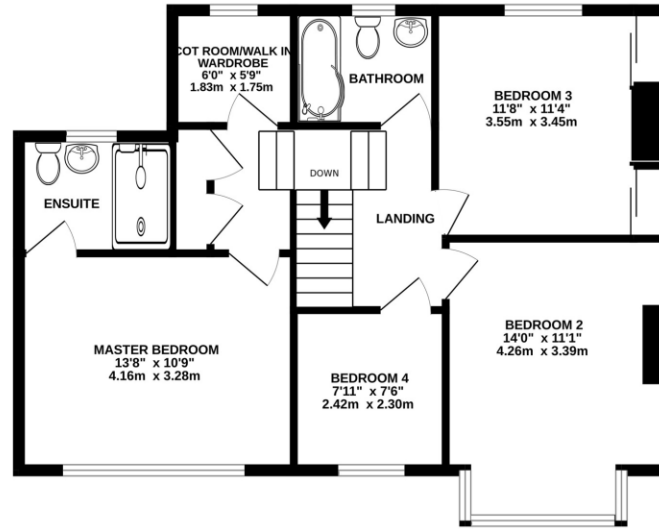 COT ROOM/WALK IN
WARDROBE
6'0" x 5'9"
1.83m x 1.75m
BATHROOM
BEDROOM 3
11'8" x 11'4"
3.55m x 3.45m
DOWN
ENSUITE
LANDING
MASTER BEDROOM
13'8" x 10'9"
4.16m x 3.28m
BEDROOM 4
7'11" x 7'6"
2.42m x 2.30m
BEDROOM 2
14'0" x 11'1"
4.26m x 3.39m